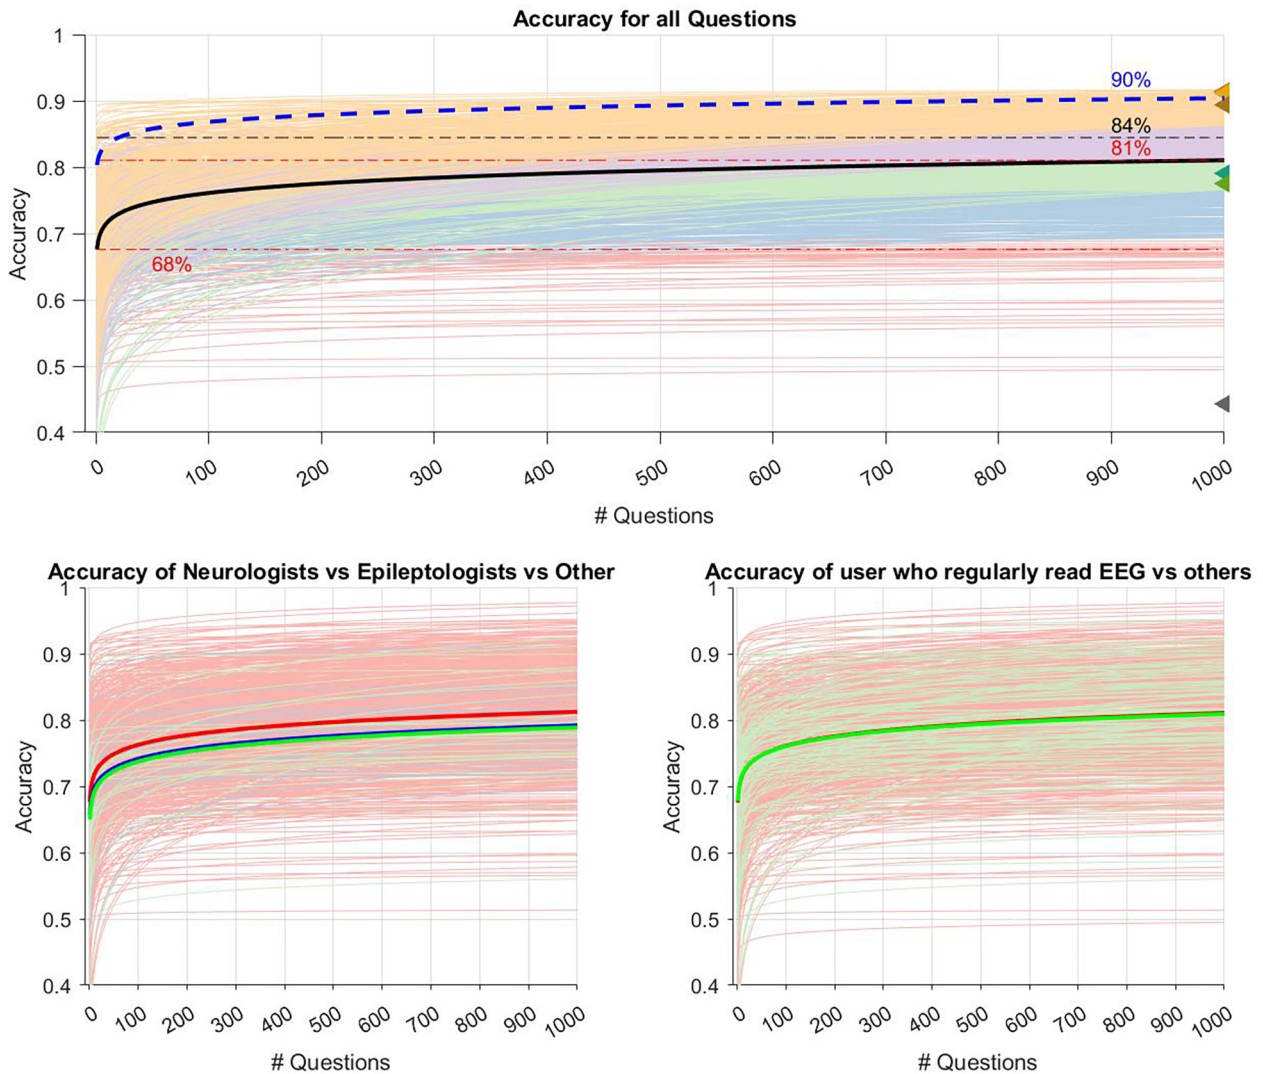 Accuracy for all Questions
1
0.9
0.8
0.7
0.6
0.5
0.4
Accuracy
90%
84%
81%
68%
0 100 200 300 400 500 600 700 800 900 1000
# Questions
Accuracy of Neurologists vs Epileptologists vs Other
1
0.9
0.8
0.7
0.6
0.5
0.4
Accuracy
0 100 200 300 400 500 600 700 800 900 1000
# Questions
Accuracy of user who regularly read EEG vs others
1
0.9
0.8
0.7
0.6
0.5
0.4
Accuracy
0 100 200 300 400 500 600 700 800 900 1000
# Questions